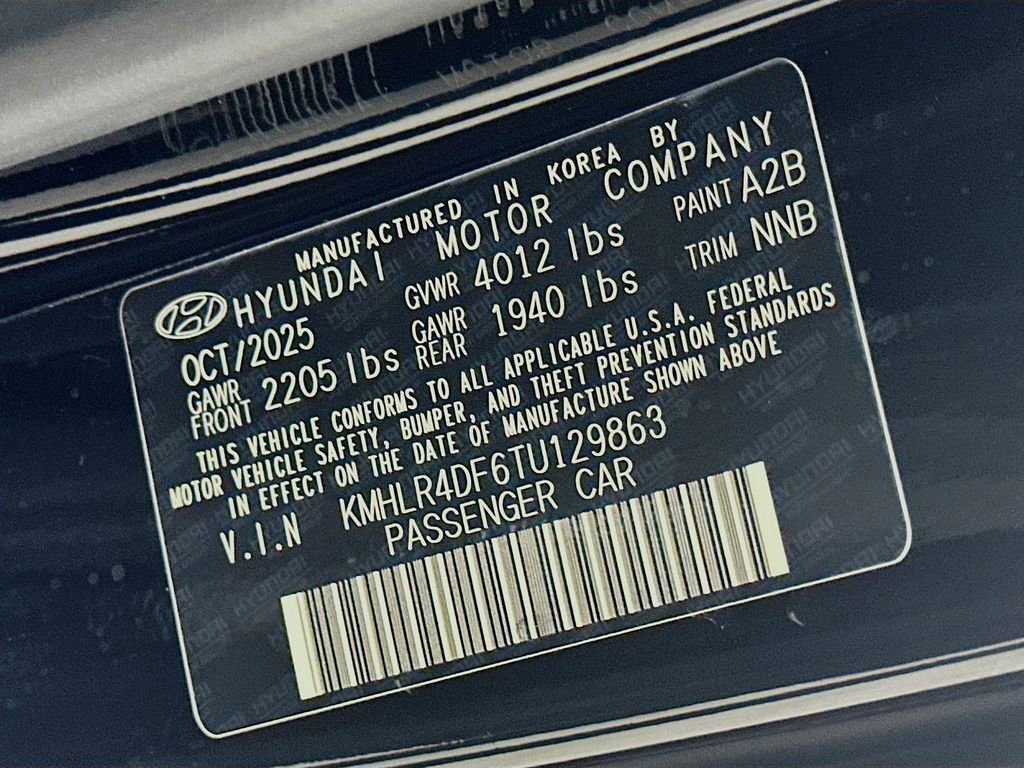 MANUFACTURED IN KOREA BY
HYUNDAI MOTOR COMPANY
OCT/2025 GVWR 4012 lbs PAINT A2B
GAWR FRONT 2205 lbs GAWR REAR 1940 lbs TRIM NNB
THIS VEHICLE CONFORMS TO ALL APPLICABLE U.S.A. FEDERAL
MOTOR VEHICLE SAFETY, BUMPER, AND THEFT PREVENTION STANDARDS
IN EFFECT ON THE DATE OF MANUFACTURE SHOWN ABOVE
V.I.N KMHLR4DF6TU129863
PASSENGER CAR